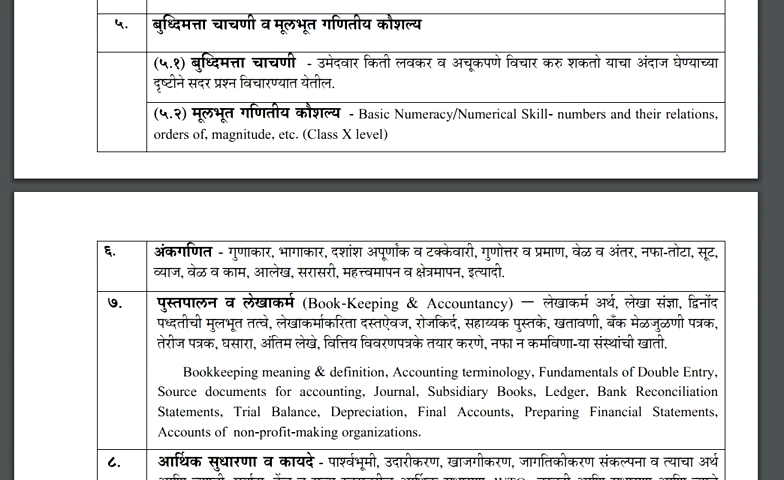 ५. बुध्दिमत्ता चाचणी व मूलभूत गणितीय कौशल्य
(५.१) बुध्दिमत्ता चाचणी - उमेदवार किती लवकर व अचूकपणे विचार करु शकतो याचा अंदाज घेण्याच्या
दृष्टीने सदर प्रश्न विचारण्यात येतील.
(५.२) मूलभूत गणितीय कौशल्य - Basic Numeracy/Numerical Skill- numbers and their relations,
orders of, magnitude, etc. (Class X level)
६. अंकगणित - गुणाकार, भागाकार, दशांश अपूर्णांक व टक्केवारी, गुणोत्तर व प्रमाण, वेळ व अंतर, नफा-तोटा, सूट,
व्याज, वेळ व काम, आलेख, सरासरी, महत्त्वमापन व क्षेत्रमापन, इत्यादी.
७. पुस्तपालन व लेखाकर्म (Book-Keeping & Accountancy) – लेखाकर्म अर्थ, लेखा संज्ञा, द्विनोंद
पध्दतीची मुलभूत तत्वे, लेखाकर्माकरिता दस्तऐवज, रोजकिर्द, सहाय्यक पुस्तके, खतावणी, बँक मेळजुळणी पत्रक,
तेरीज पत्रक, घसारा, अंतिम लेखे, वित्तिय विवरणपत्रके तयार करणे, नफा न कमविणा-या संस्थांची खाती.
Bookkeeping meaning & definition, Accounting terminology, Fundamentals of Double Entry,
Source documents for accounting, Journal, Subsidiary Books, Ledger, Bank Reconciliation
Statements, Trial Balance, Depreciation, Final Accounts, Preparing Financial Statements,
Accounts of non-profit-making organizations.
८. आर्थिक सुधारणा व कायदे - पार्श्वभूमी, उदारीकरण, खाजगीकरण, जागतिकीकरण संकल्पना व त्याचा अर्थ